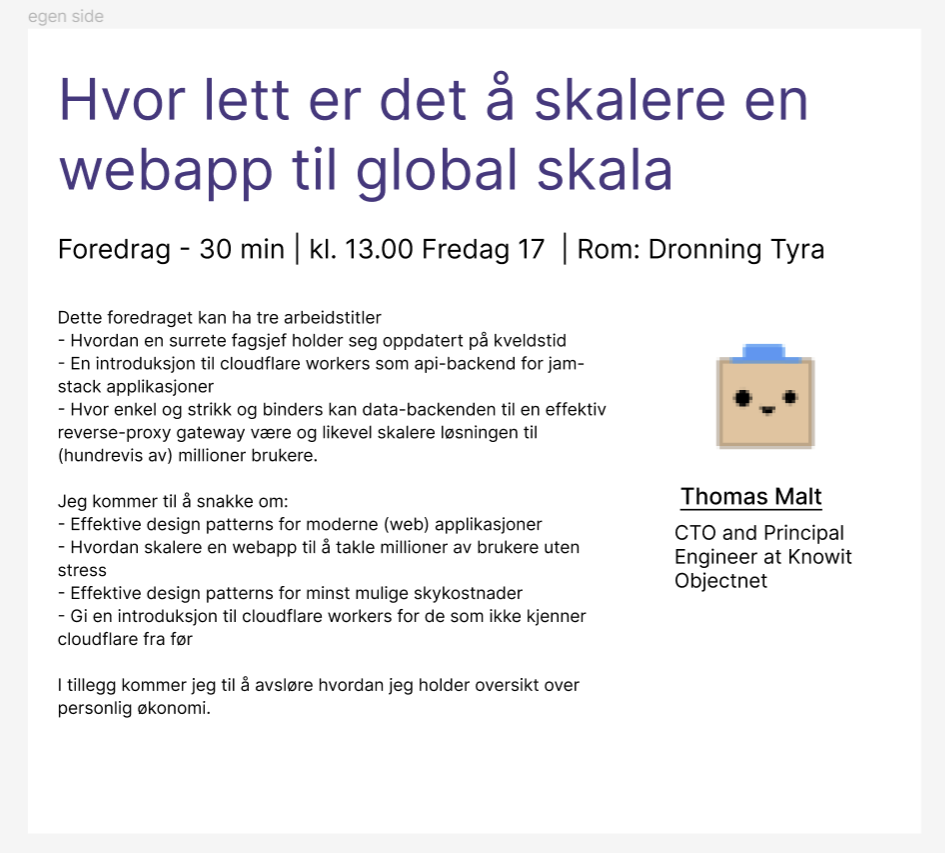 egen side
Hvor lett er det å skalere en
webapp til global skala
Foredrag - 30 min | kl. 13.00 Fredag 17 | Rom: Dronning Tyra
Dette foredraget kan ha tre arbeidstitler
- Hvordan en surrete fagsjef holder seg oppdatert på kveldstid
- En introduksjon til cloudflare workers som api-backend for jam-
stack applikasjoner
- Hvor enkel og strikk og binders kan data-backenden til en effektiv
reverse-proxy gateway være og likevel skalere løsningen til
(hundrevis av) millioner brukere.
Jeg kommer til å snakke om:
- Effektive design patterns for moderne (web) applikasjoner
- Hvordan skalere en webapp til å takle millioner av brukere uten
stress
- Effektive design patterns for minst mulige skykostnader
- Gi en introduksjon til cloudflare workers for de som ikke kjenner
cloudflare fra før
I tillegg kommer jeg til å avsløre hvordan jeg holder oversikt over
personlig økonomi.
Thomas Malt
CTO and Principal
Engineer at Knowit
Objectnet